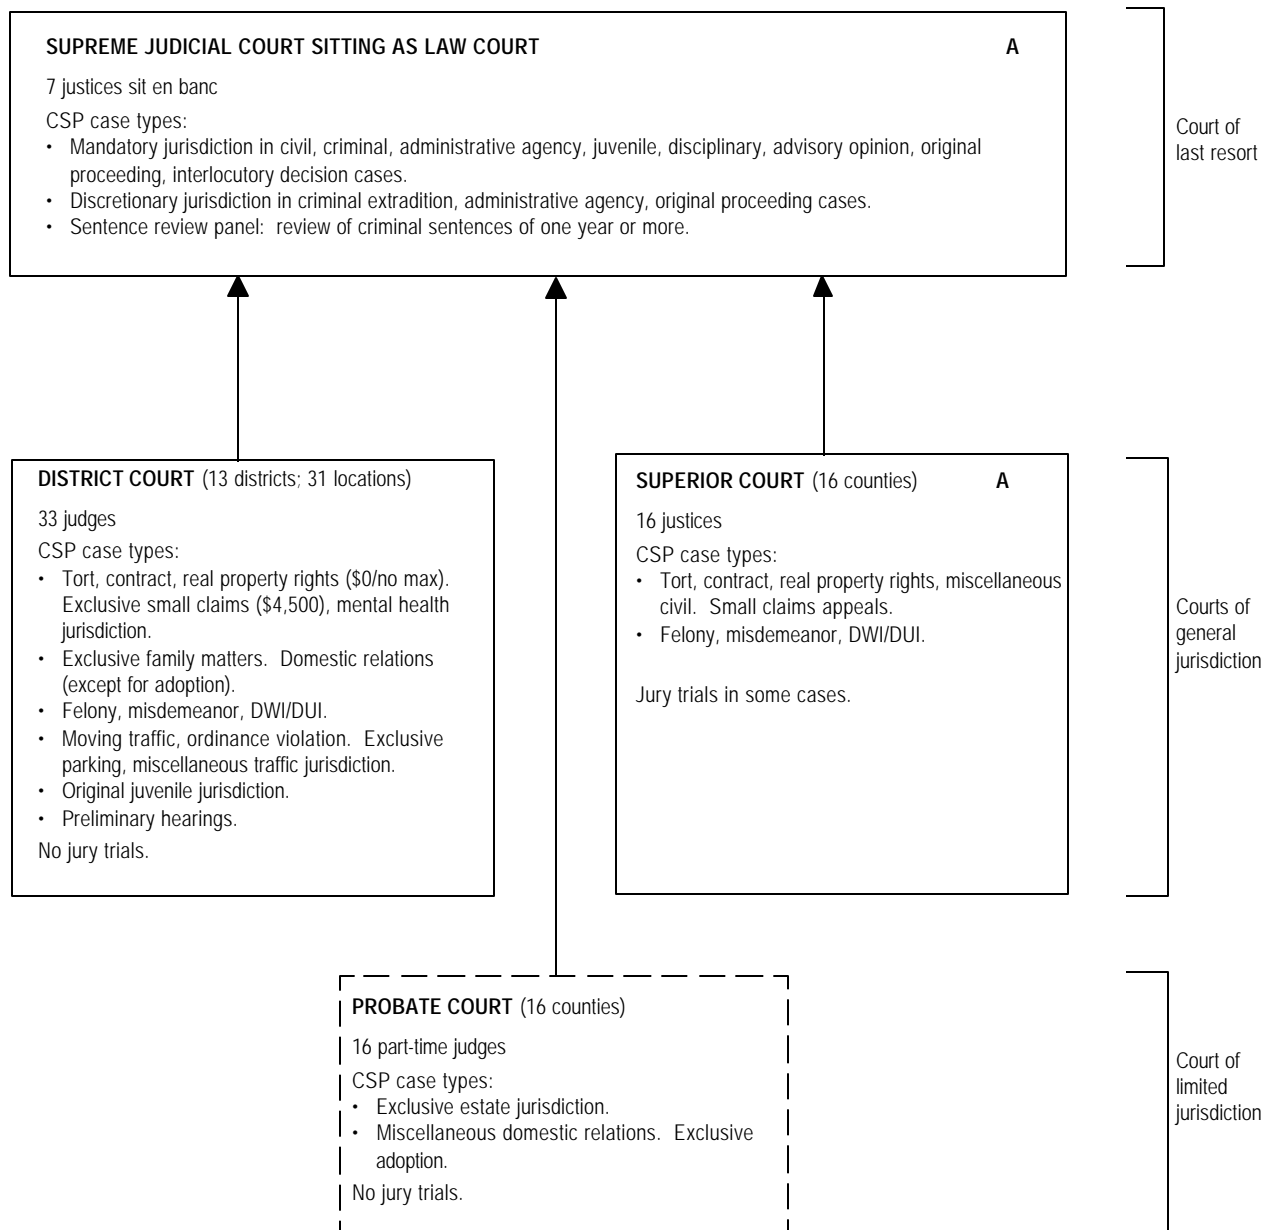 SUPREME JUDICIAL COURT SITTING AS LAW COURT A
7 justices sit en banc
CSP case types:
• Mandatory jurisdiction in civil, criminal, administrative agency, juvenile, disciplinary, advisory opinion, original
proceeding, interlocutory decision cases.
• Discretionary jurisdiction in criminal extradition, administrative agency, original proceeding cases.
• Sentence review panel: review of criminal sentences of one year or more.
Court of
last resort
DISTRICT COURT (13 districts; 31 locations)
33 judges
CSP case types:
• Tort, contract, real property rights ($0/no max).
Exclusive small claims ($4,500), mental health
jurisdiction.
• Exclusive family matters. Domestic relations
(except for adoption).
• Felony, misdemeanor, DWI/DUI.
• Moving traffic, ordinance violation. Exclusive
parking, miscellaneous traffic jurisdiction.
• Original juvenile jurisdiction.
• Preliminary hearings.
No jury trials.
SUPERIOR COURT (16 counties) A
16 justices
CSP case types:
• Tort, contract, real property rights, miscellaneous
civil. Small claims appeals.
• Felony, misdemeanor, DWI/DUI.
Jury trials in some cases.
Courts of
general
jurisdiction
PROBATE COURT (16 counties)
16 part-time judges
CSP case types:
• Exclusive estate jurisdiction.
• Miscellaneous domestic relations. Exclusive
adoption.
No jury trials.
Court of
limited
jurisdiction